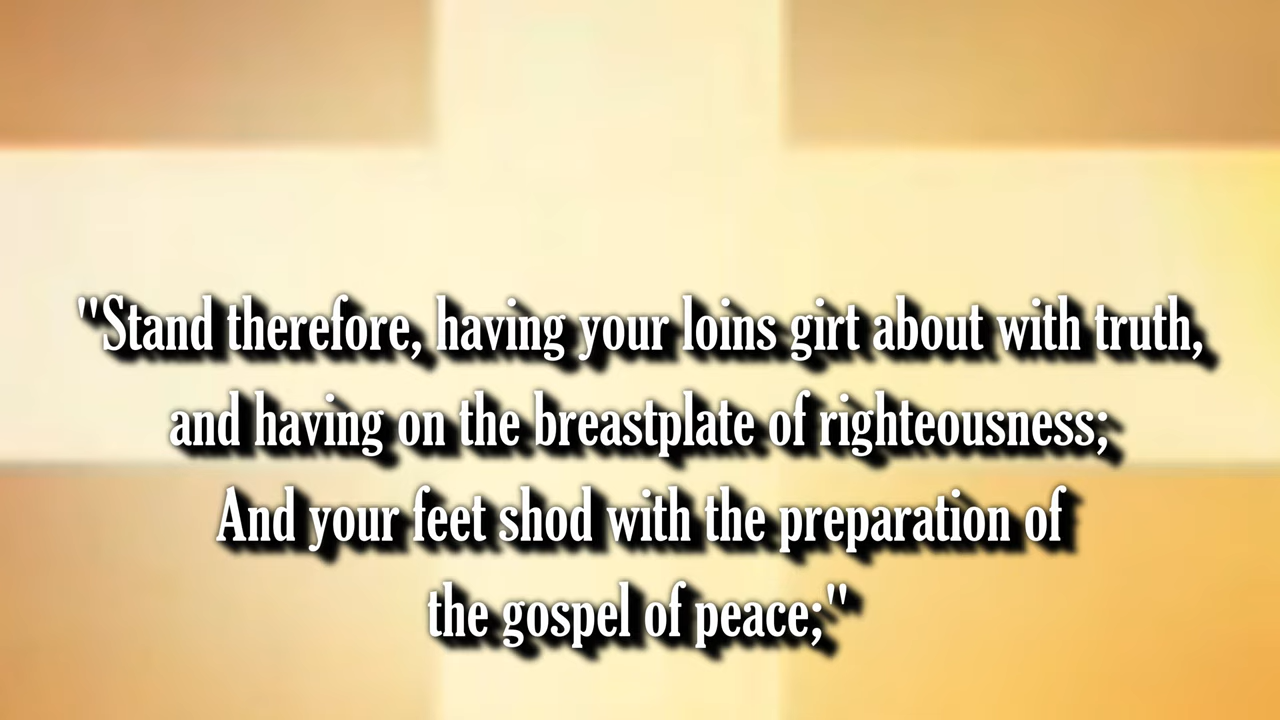 "Stand therefore, having your loins girt about with truth,
and having on the breastplate of righteousness;
And your feet shod with the preparation of
the gospel of peace;"